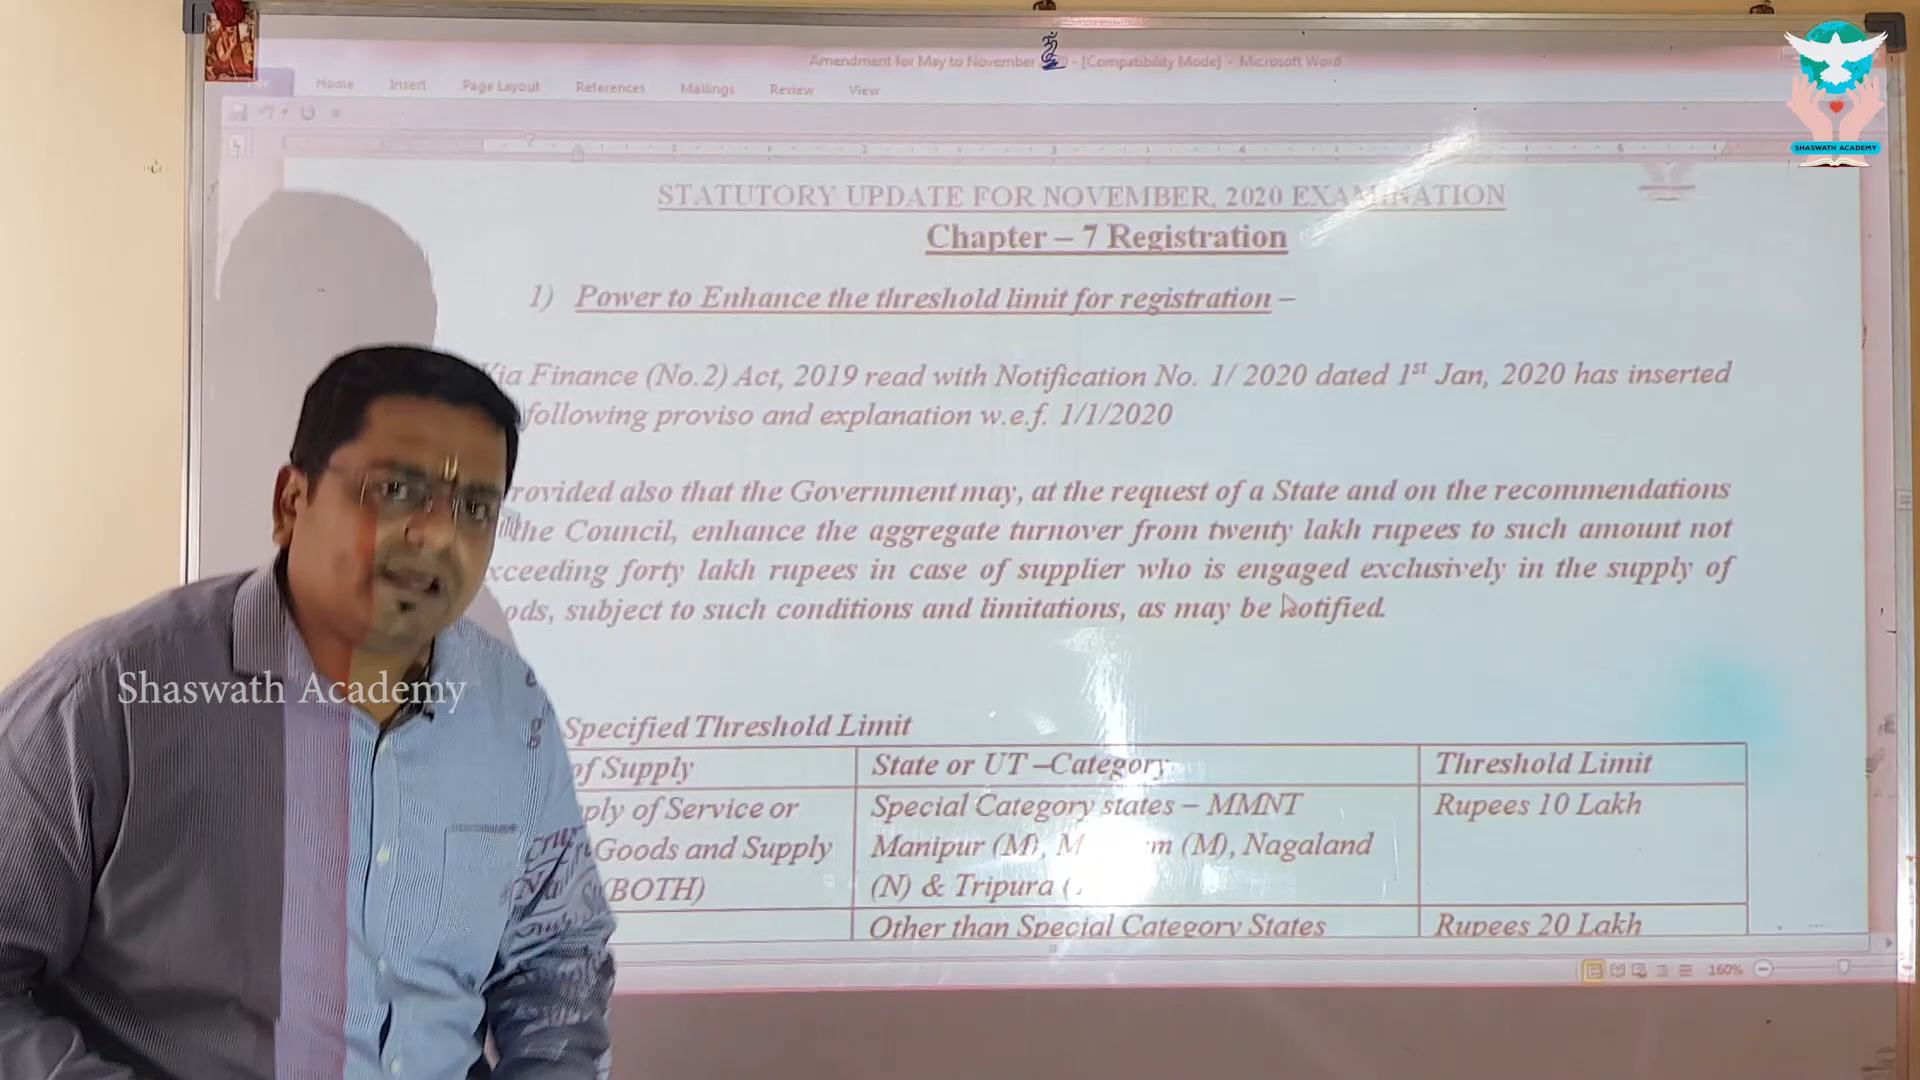 SHASWATH ACADEMY
Amendment for May to November - [Compatibility Mode] - Microsoft Word
Home Insert Page Layout References Mailings Review View
STATUTORY UPDATE FOR NOVEMBER, 2020 EXAMINATION
Chapter – 7 Registration
1) Power to Enhance the threshold limit for registration –
Via Finance (No.2) Act, 2019 read with Notification No. 1/ 2020 dated 1st Jan, 2020 has inserted
following proviso and explanation w.e.f. 1/1/2020
rovided also that the Government may, at the request of a State and on the recommendations
the Council, enhance the aggregate turnover from twenty lakh rupees to such amount not
xceeding forty lakh rupees in case of supplier who is engaged exclusively in the supply of
ods, subject to such conditions and limitations, as may be notified.
Shaswath Academy
g Specified Threshold Limit
of Supply State or UT –Category Threshold Limit
ply of Service or Special Category states – MMNT Rupees 10 Lakh
Goods and Supply Manipur (M), M m (M), Nagaland
(BOTH) (N) & Tripura (
Other than Special Category States Rupees 20 Lakh
160%